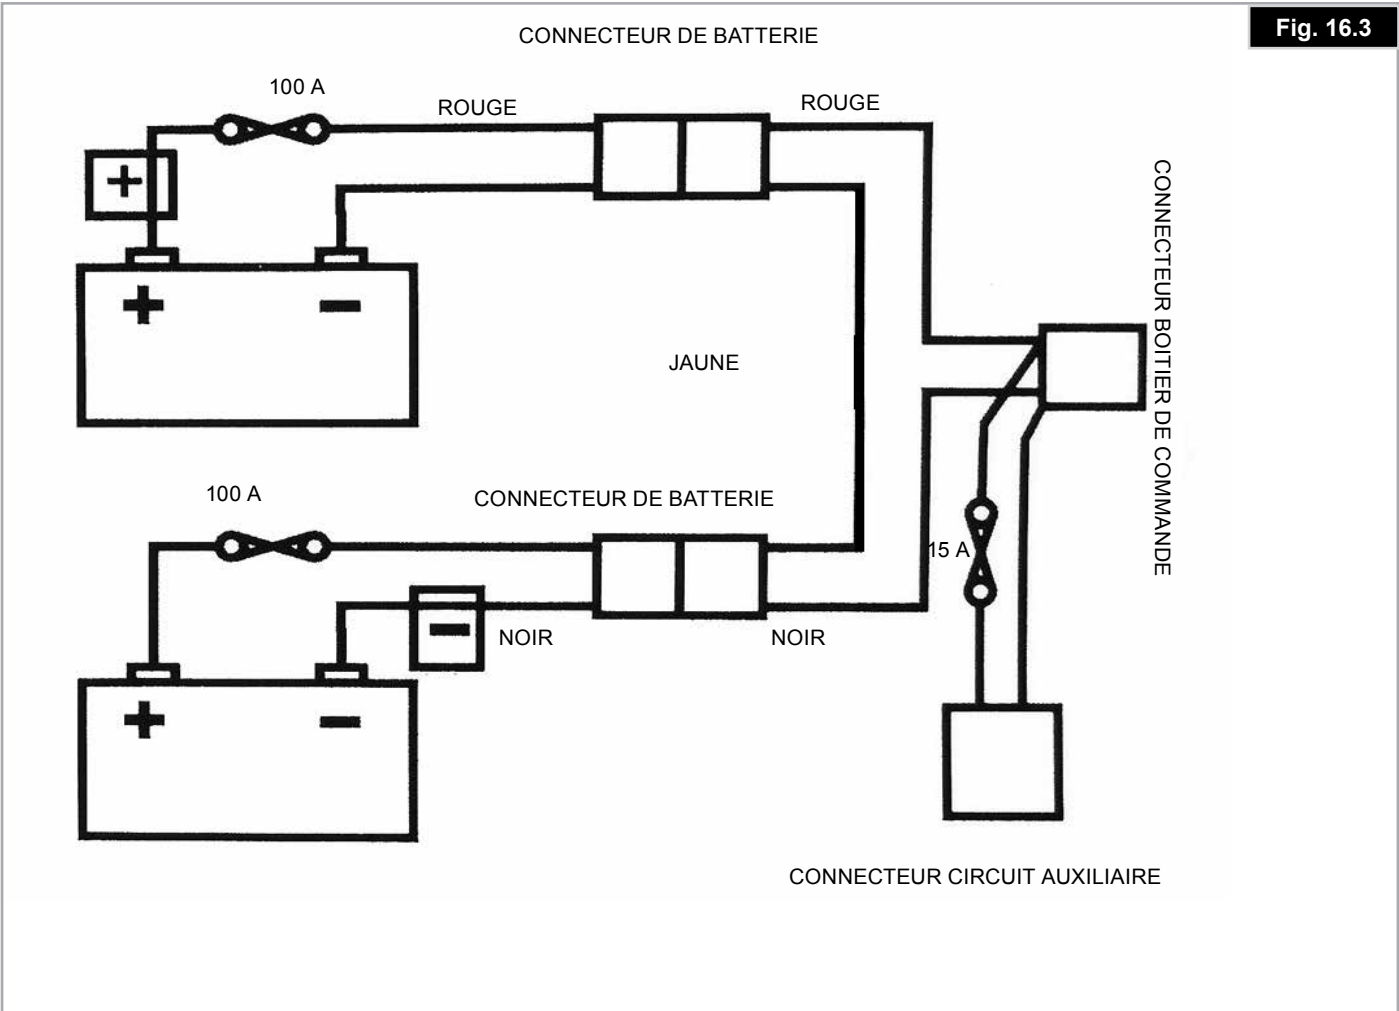 Fig. 16.3
CONNECTEUR DE BATTERIE
100 A
ROUGE
ROUGE
+
+
−
CONNECTEUR BOITIER DE COMMANDE
JAUNE
100 A
CONNECTEUR DE BATTERIE
15 A
−
NOIR
NOIR
+
−
CONNECTEUR CIRCUIT AUXILIAIRE